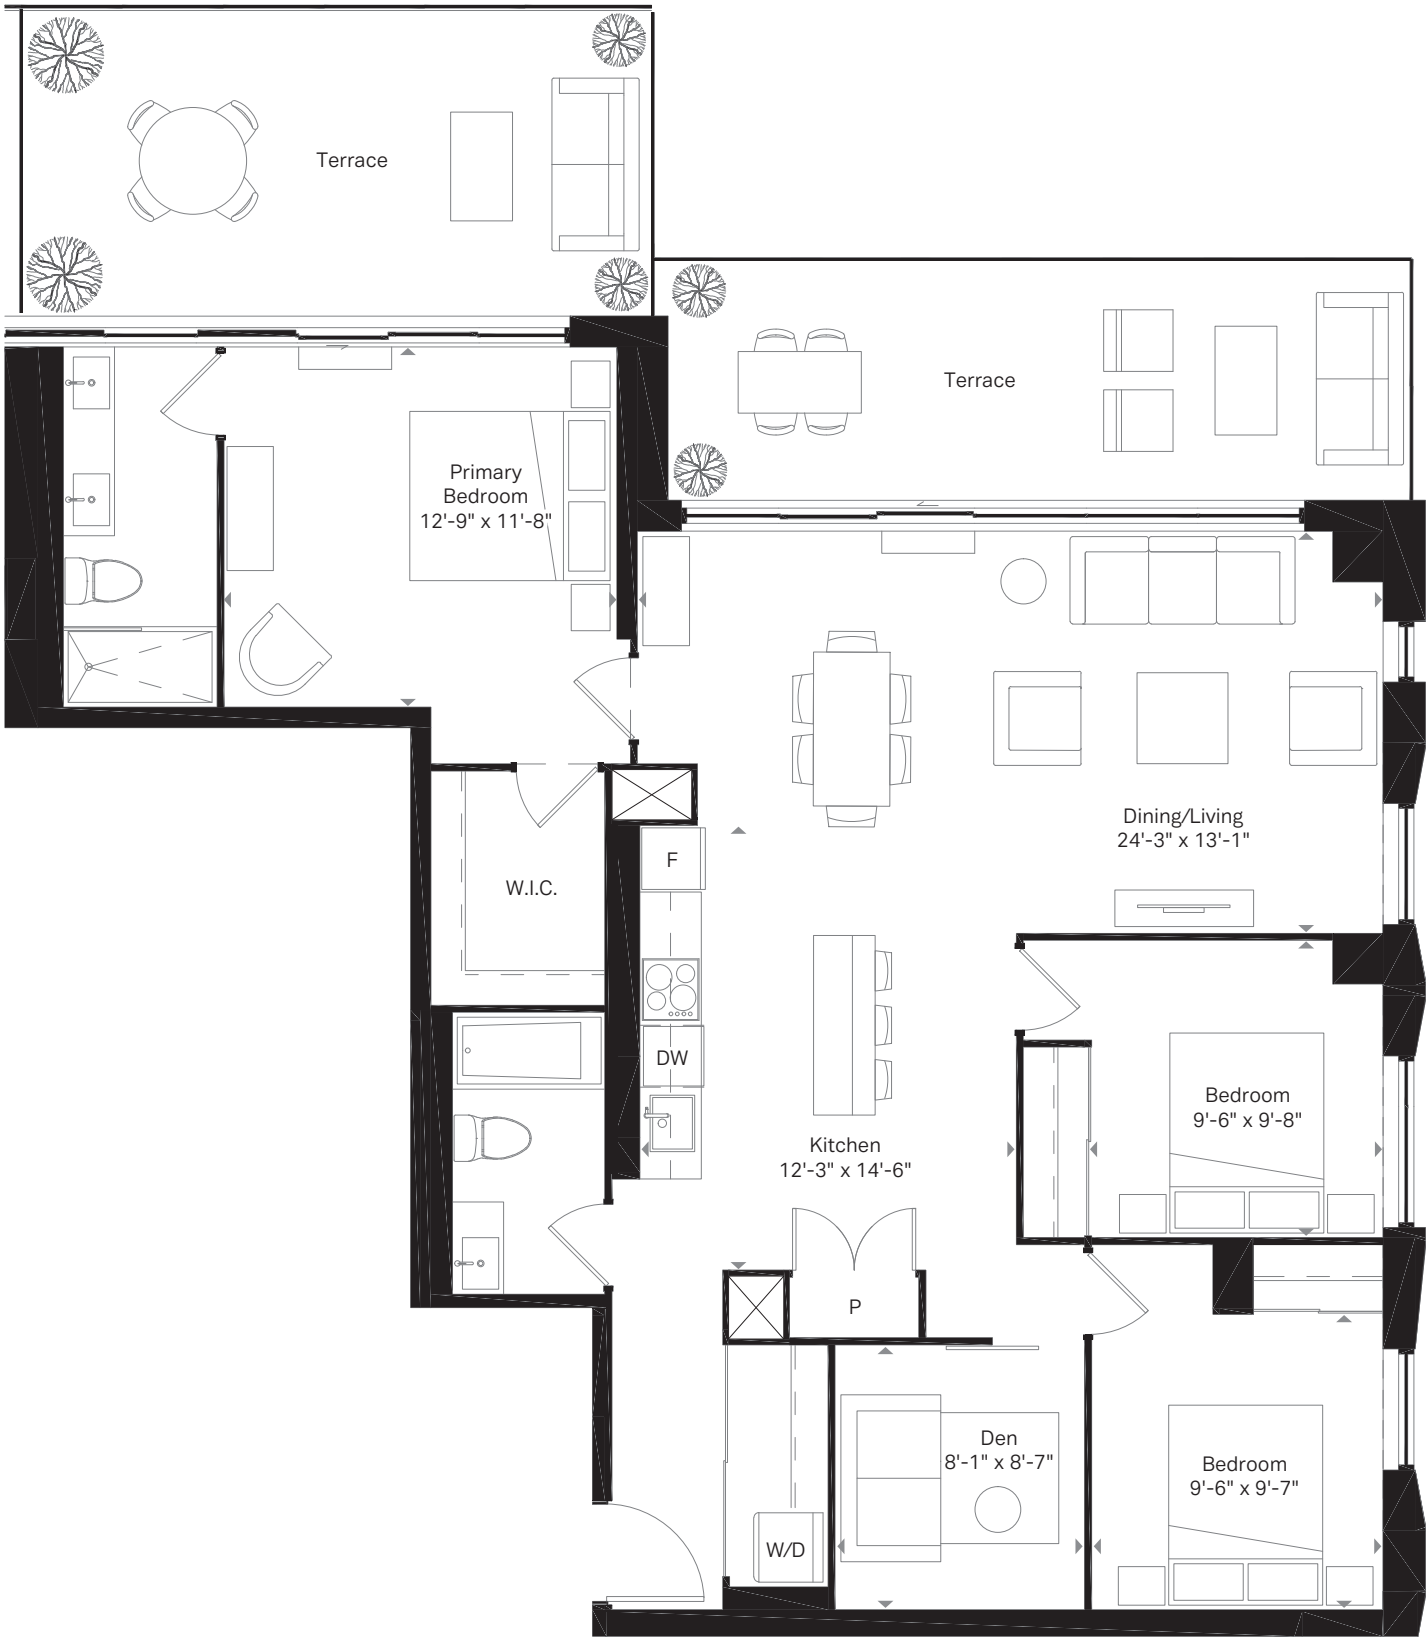 Terrace
Terrace
Primary
Bedroom
12'-9" x 11'-8"
Dining/Living
24'-3" x 13'-1"
F
W.I.C.
DW
Bedroom
9'-6" x 9'-8"
Kitchen
12'-3" x 14'-6"
P
Den
8'-1" x 8'-7"
Bedroom
9'-6" x 9'-7"
W/D